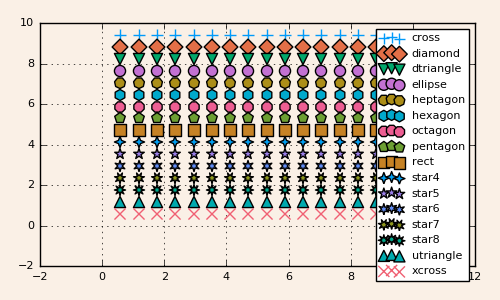 10
8
6
4
2
0
−2
−2
0
2
4
6
8
12
cross
diamond
dtriangle
ellipse
heptagon
hexagon
octagon
pentagon
rect
star4
star5
star6
star7
star8
utriangle
xcross